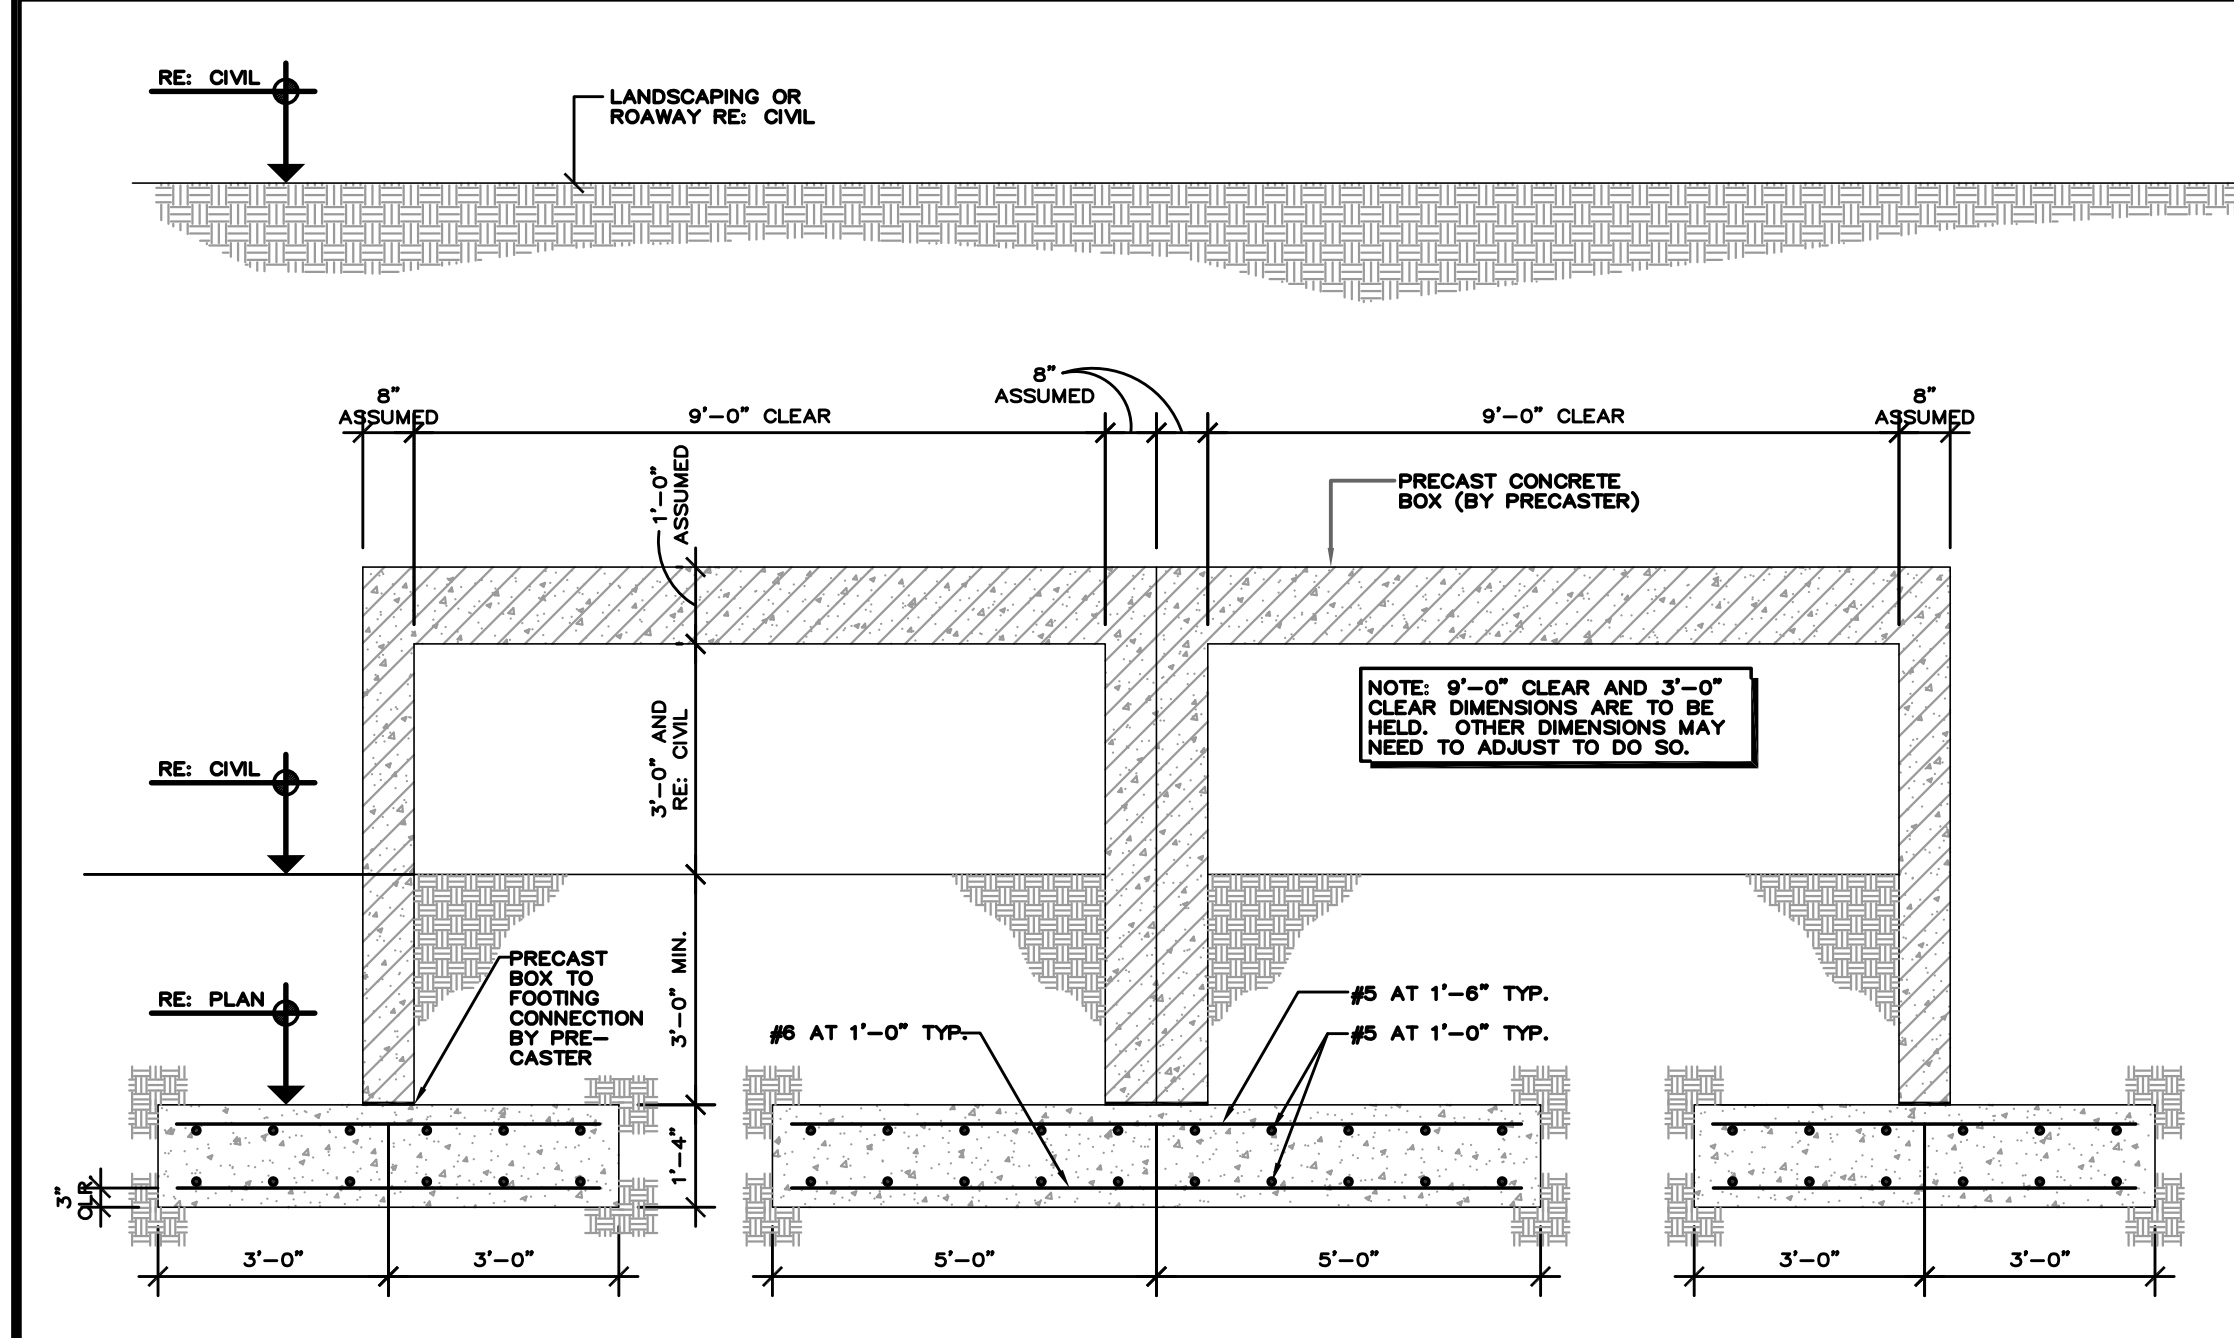 RE: CIVIL
LANDSCAPING OR
ROAWAY RE: CIVIL
8"
ASSUMED
9'-0" CLEAR
8"
ASSUMED
9'-0" CLEAR
8"
ASSUMED
1'-0"
ASSUMED
PRECAST CONCRETE
BOX (BY PRECASTER)
NOTE: 9'-0" CLEAR AND 3'-0"
CLEAR DIMENSIONS ARE TO BE
HELD. OTHER DIMENSIONS MAY
NEED TO ADJUST TO DO SO.
3'-0" AND
RE: CIVIL
RE: CIVIL
PRECAST
BOX TO
FOOTING
CONNECTION
BY PRE-
CASTER
3'-0" MIN.
RE: PLAN
#6 AT 1'-0" TYP.
#5 AT 1'-6" TYP.
#5 AT 1'-0" TYP.
1'-4"
3"
CLR
3'-0"
3'-0"
5'-0"
5'-0"
3'-0"
3'-0"